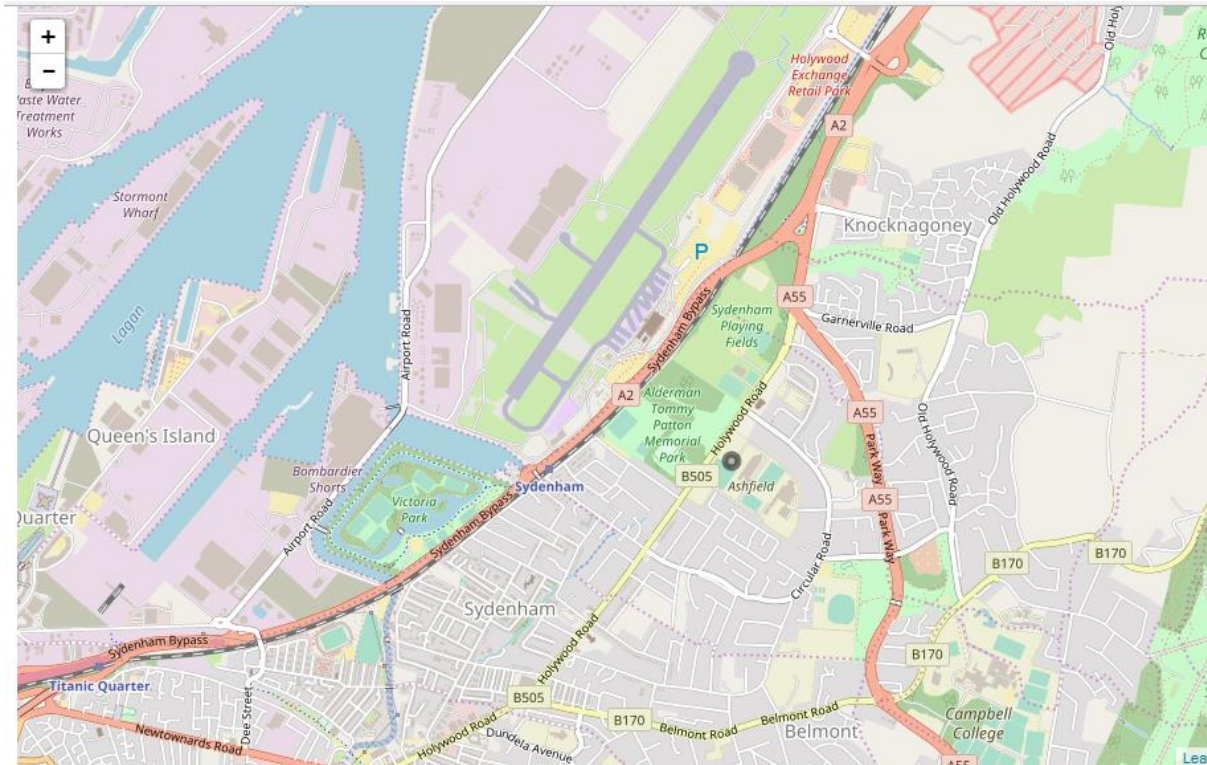 +
−
Waste Water
Treatment
Works
Stormont
Wharf
Lagan
Queen's Island
Quarter
Bombardier
Shorts
Airport Road
Airport Road
Victoria
Park
Sydenham Bypass
Sydenham
Sydenham Bypass
A2
Sydenham Bypass
P
Holywood
Exchange
Retail Park
A2
Old Holywood Road
Knocknagoney
A55
Garnerville Road
Sydenham
Playing
Fields
Alderman
Tommy
Patton
Memorial
Park
Holywood Road
B505
Ashfield
A55
Park Way
A55
Park Way
Old Holywood Road
Circular Road
B170
B170
B170
Sydenham
Holywood Road
B505
B170
Belmont Road
Belmont Road
Belmont
Holywood Road
Dundela Avenue
Campbell
College
A55
Sydenham Bypass
Titanic Quarter
Dee Street
Newtownards Road